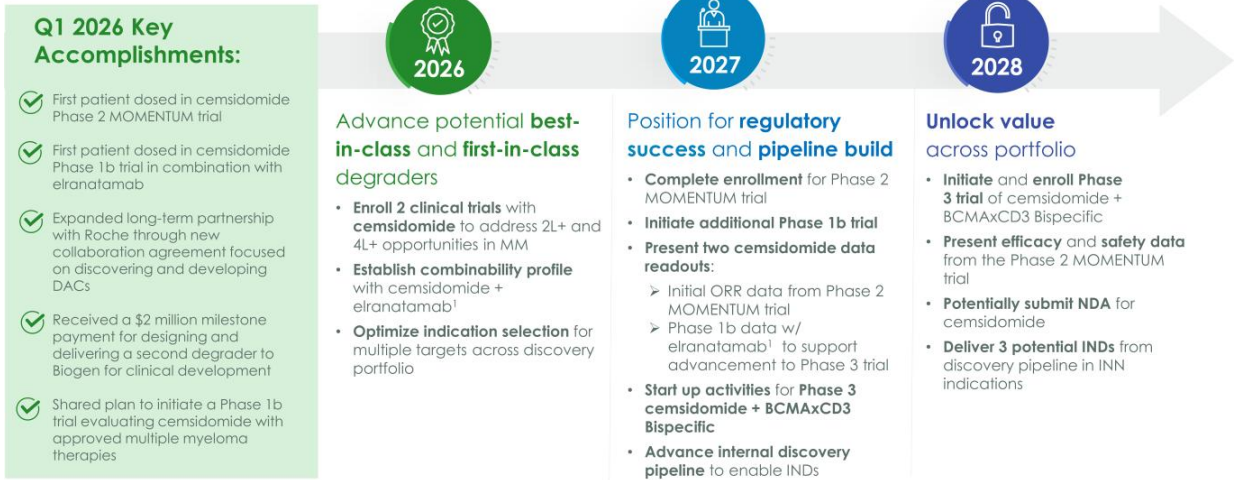 Q1 2026 Key
Accomplishments:
First patient dosed in cemsidomide
Phase 2 MOMENTUM trial
First patient dosed in cemsidomide
Phase 1b trial in combination with
elranatamab
Expanded long-term partnership
with Roche through new
collaboration agreement focused
on discovering and developing
DACs
Received a $2 million milestone
payment for designing and
delivering a second degrader to
Biogen for clinical development
Shared plan to initiate a Phase 1b
trial evaluating cemsidomide with
approved multiple myeloma
therapies
2026
Advance potential best-
in-class and first-in-class
degraders
• Enroll 2 clinical trials with
cemsidomide to address 2L+ and
4L+ opportunities in MM
• Establish combinability profile
with cemsidomide +
elranatamab¹
• Optimize indication selection for
multiple targets across discovery
portfolio
2027
Position for regulatory
success and pipeline build
• Complete enrollment for Phase 2
MOMENTUM trial
• Initiate additional Phase 1b trial
• Present two cemsidomide data
readouts:
➢ Initial ORR data from Phase 2
MOMENTUM trial
➢ Phase 1b data w/
elranatamab¹ to support
advancement to Phase 3 trial
• Start up activities for Phase 3
cemsidomide + BCMAxCD3
Bispecific
• Advance internal discovery
pipeline to enable INDs
2028
Unlock value
across portfolio
• Initiate and enroll Phase
3 trial of cemsidomide +
BCMAxCD3 Bispecific
• Present efficacy and safety data
from the Phase 2 MOMENTUM
trial
• Potentially submit NDA for
cemsidomide
• Deliver 3 potential INDs from
discovery pipeline in INN
indications